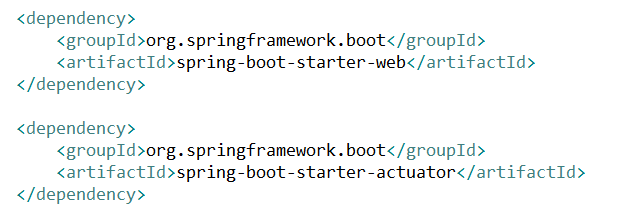 <dependency>
    <groupId>org.springframework.boot</groupId>
    <artifactId>spring-boot-starter-web</artifactId>
</dependency>

<dependency>
    <groupId>org.springframework.boot</groupId>
    <artifactId>spring-boot-starter-actuator</artifactId>
</dependency>